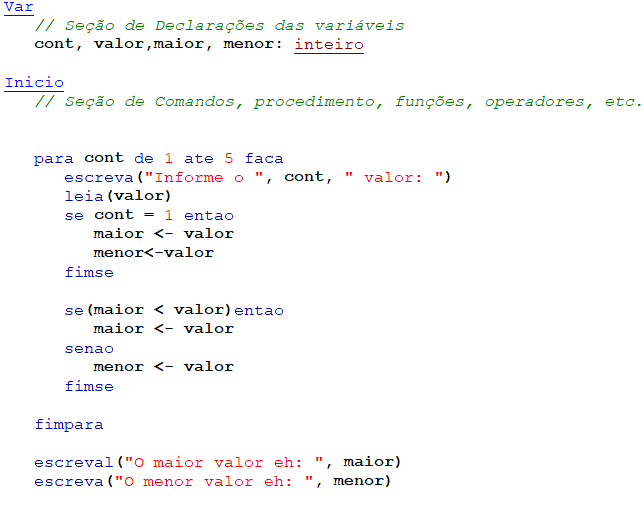 Var
// Seção de Declarações das variáveis
cont, valor,maior, menor: inteiro
Inicio
// Seção de Comandos, procedimento, funções, operadores, etc.
para cont de 1 ate 5 faca
escreva("Informe o ", cont, " valor: ")
leia(valor)
se cont = 1 entao
maior <- valor
menor<-valor
fimse
se(maior < valor)entao
maior <- valor
senao
menor <- valor
fimse
fimpara
escreval("O maior valor eh: ", maior)
escreva("O menor valor eh: ", menor)